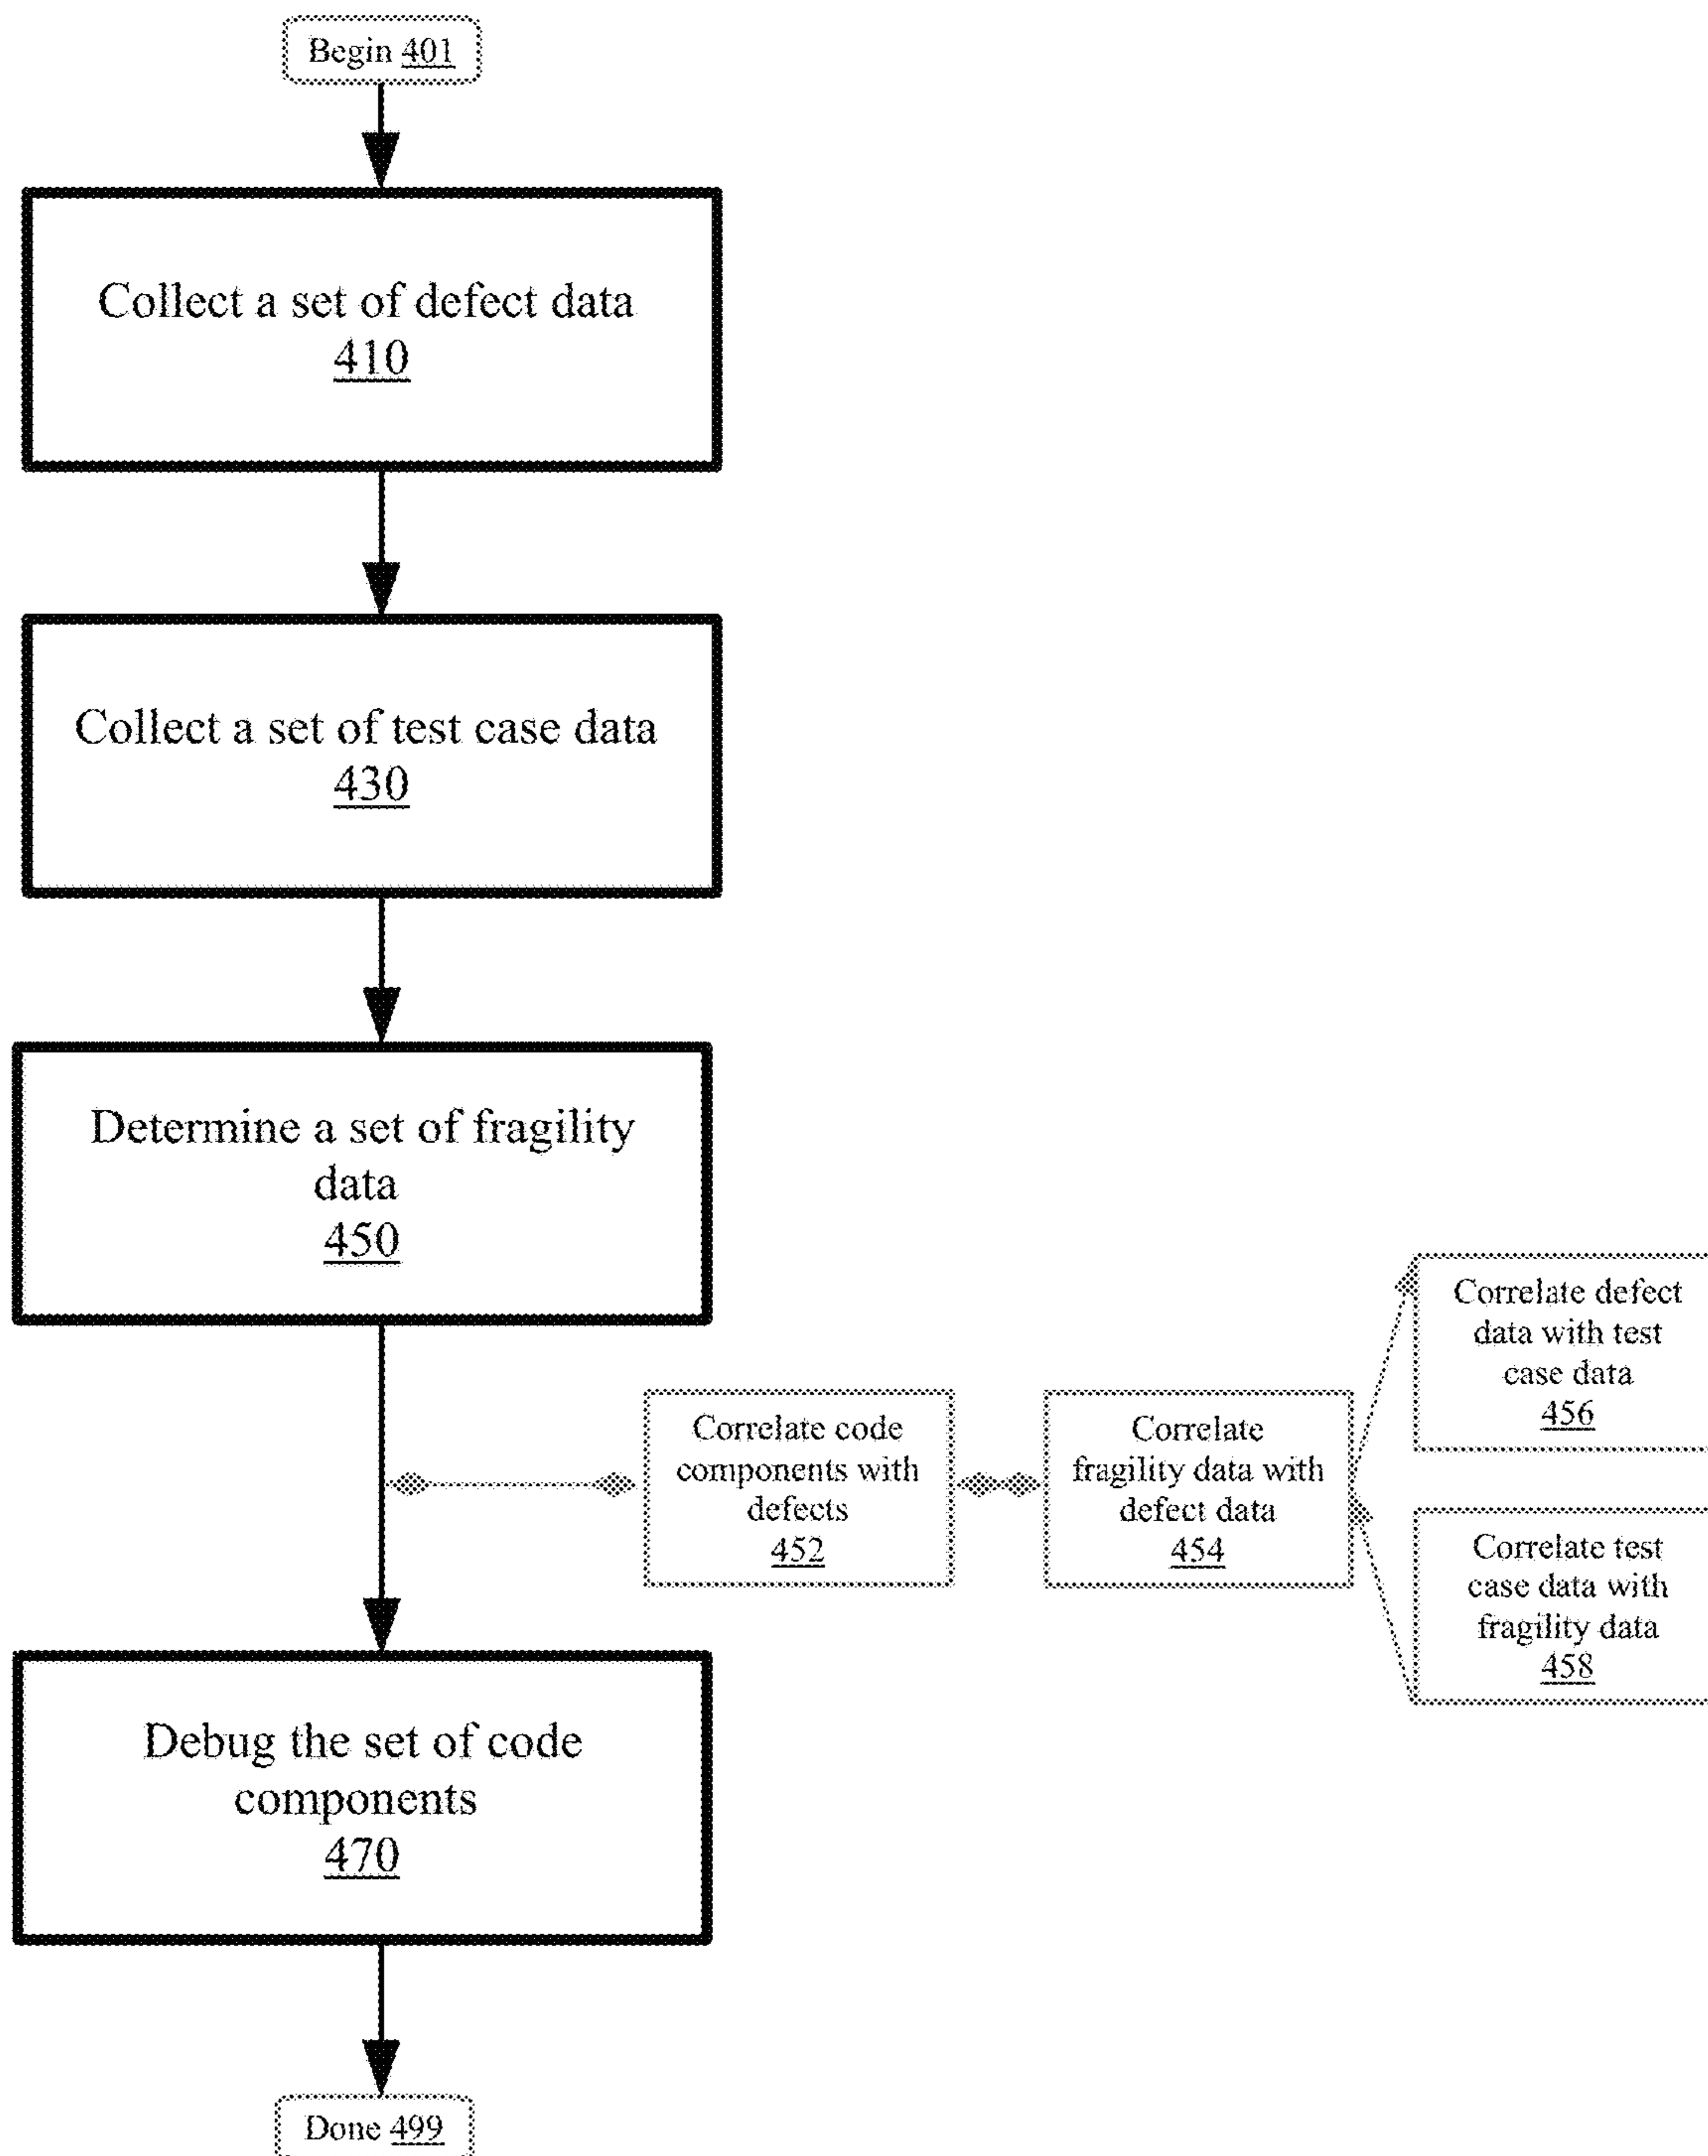 Begin 401
Collect a set of defect data
410
Collect a set of test case data
430
Determine a set of fragility
data
450
Correlate code
components with
defects
452
Correlate
fragility data with
defect data
454
Correlate defect
data with test
case data
456
Correlate test
case data with
fragility data
458
Debug the set of code
components
470
Done 499